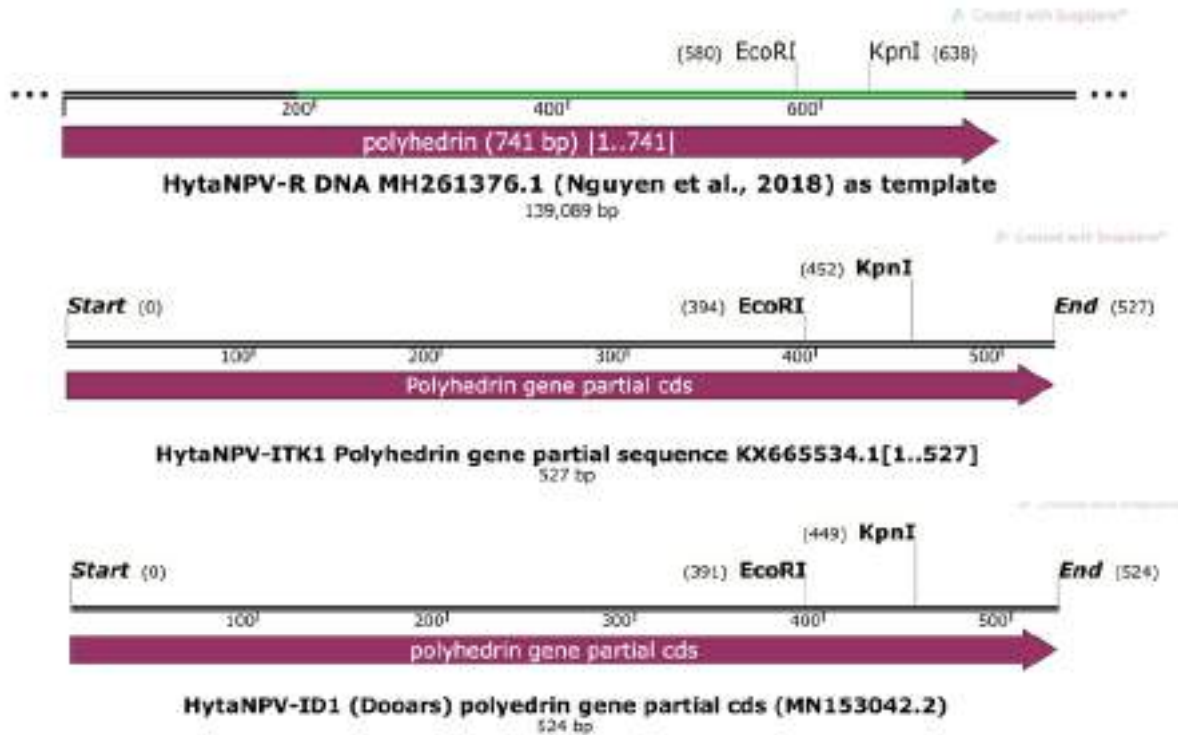 Created with SnapGene®
(580) EcoRI KpnI (638)
••• •••
200 400 600
polyhedrin (741 bp) |1..741|
HytaNPV-R DNA MH261376.1 (Nguyen et al., 2018) as template
139,089 bp
(452) KpnI
Start (0) (394) EcoRI End (527)
100 200 300 400 500
Polyhedrin gene partial cds
HytaNPV-ITK1 Polyhedrin gene partial sequence KX665534.1[1..527]
527 bp
(449) KpnI
Start (0) (391) EcoRI End (524)
100 200 300 400 500
polyhedrin gene partial cds
HytaNPV-ID1 (Dooars) polyedrin gene partial cds (MN153042.2)
524 bp